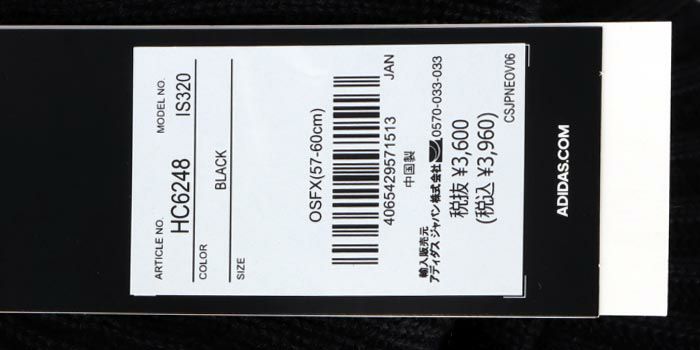 ARTICLE NO. MODEL NO.
HC6248 IS320
COLOR
BLACK
SIZE
OSFX(57-60cm)
JAN
4065429571513
中国製
輸入販売元
アディダス ジャパン株式会社 0570-033-033
税抜 ¥3,600
(税込 ¥3,960)
CSJPNEOV06
ADIDAS.COM